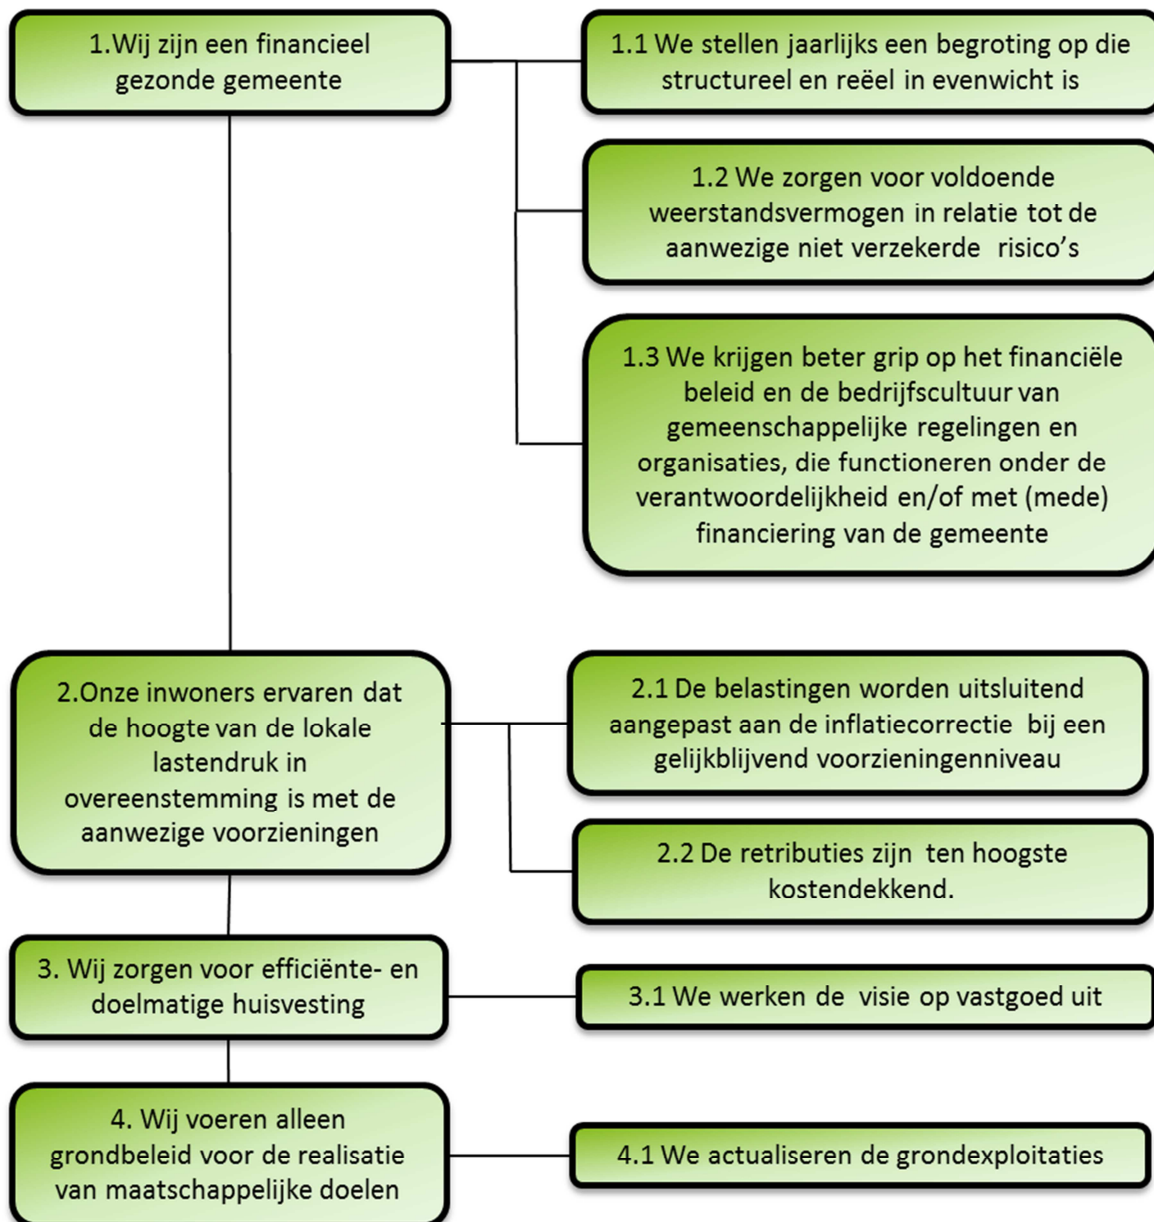 1.Wij zijn een financieel
gezonde gemeente
1.1 We stellen jaarlijks een begroting op die
structureel en reëel in evenwicht is
1.2 We zorgen voor voldoende
weerstandsvermogen in relatie tot de
aanwezige niet verzekerde risico’s
1.3 We krijgen beter grip op het financiële
beleid en de bedrijfscultuur van
gemeenschappelijke regelingen en
organisaties, die functioneren onder de
verantwoordelijkheid en/of met (mede)
financiering van de gemeente
2.Onze inwoners ervaren dat
de hoogte van de lokale
lastendruk in
overeenstemming is met de
aanwezige voorzieningen
2.1 De belastingen worden uitsluitend
aangepast aan de inflatiecorrectie bij een
gelijkblijvend voorzieningenniveau
2.2 De retributies zijn ten hoogste
kostendekkend.
3. Wij zorgen voor efficiënte- en
doelmatige huisvesting
3.1 We werken de visie op vastgoed uit
4. Wij voeren alleen
grondbeleid voor de realisatie
van maatschappelijke doelen
4.1 We actualiseren de grondexploitaties